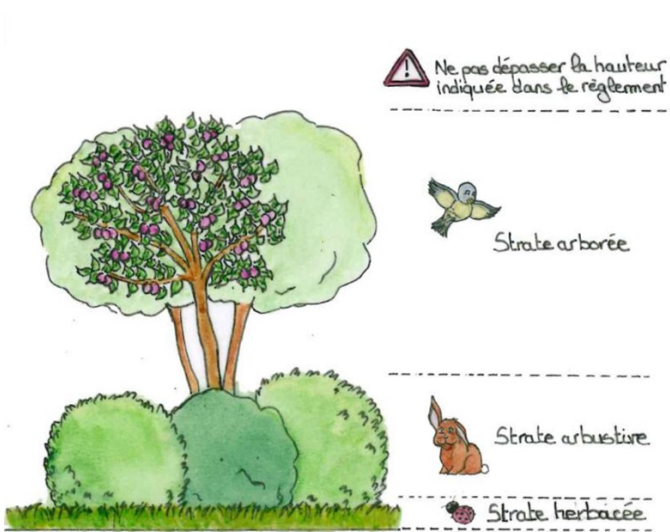 Ne pas dépasser la hauteur
indiquée dans le règlement
Strate arborée
Strate arbustive
Strate herbacée